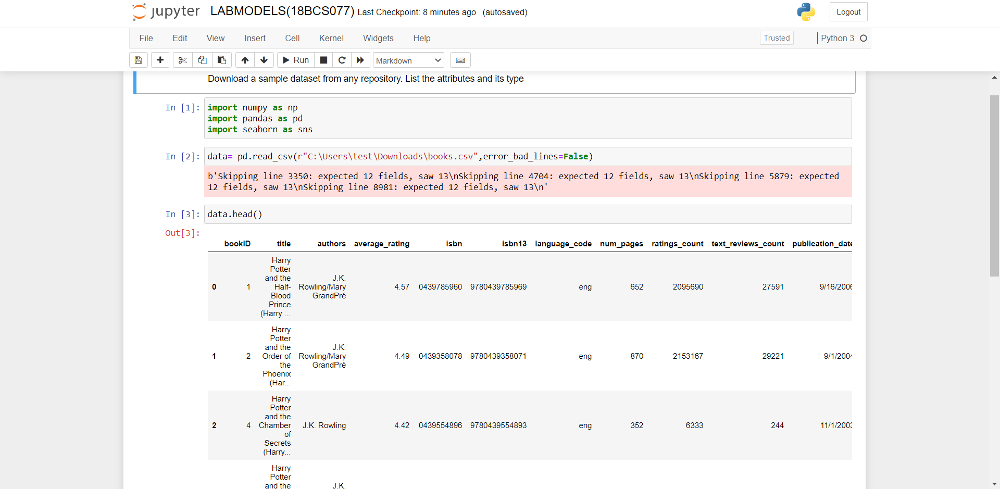 jupyter LABMODELS(18BCS077) Last Checkpoint: 8 minutes ago (autosaved) Logout
File Edit View Insert Cell Kernel Widgets Help Trusted Python 3
Run Markdown
Download a sample dataset from any repository. List the attributes and its type
In [1]: import numpy as np
import pandas as pd
import seaborn as sns
In [2]: data= pd.read_csv(r"C:\Users\test\Downloads\books.csv",error_bad_lines=False)
b'Skipping line 3350: expected 12 fields, saw 13\nSkipping line 4704: expected 12 fields, saw 13\nSkipping line 5879: expected
12 fields, saw 13\nSkipping line 8981: expected 12 fields, saw 13\n'
In [3]: data.head()
Out[3]:
bookID title authors average_rating isbn isbn13 language_code num_pages ratings_count text_reviews_count publication_date
Harry
Potter
and the
J.K.
Half-
0 1 Rowling/Mary 4.57 0439785960 9780439785969 eng 652 2095690 27591 9/16/2006
Blood
GrandPré
Prince
(Harry ...
Harry
Potter
and the
J.K.
Order of
1 2 Rowling/Mary 4.49 0439358078 9780439358071 eng 870 2153167 29221 9/1/2004
the
GrandPré
Phoenix
(Har...
Harry
Potter
and the
2 4 Chamber J.K. Rowling 4.42 0439554896 9780439554893 eng 352 6333 244 11/1/2003
of
Secrets
(Harry...
Harry
Potter
and the
J.K.